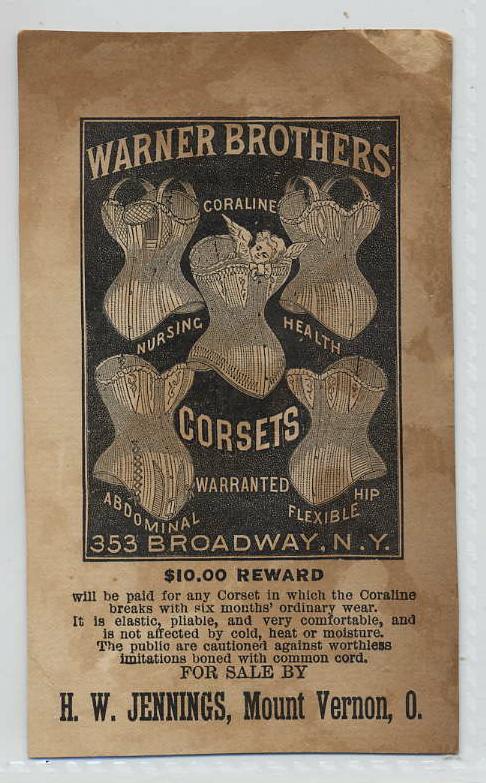 WARNER BROTHERS.
CORALINE
NURSING
HEALTH
CORSETS
WARRANTED
ABDOMINAL
FLEXIBLE HIP
353 BROADWAY, N.Y.
$10.00 REWARD
will be paid for any Corset in which the Coraline
breaks with six months' ordinary wear.
It is elastic, pliable, and very comfortable, and
is not affected by cold, heat or moisture.
The public are cautioned against worthless
imitations boned with common cord.
FOR SALE BY
H. W. JENNINGS, Mount Vernon, O.